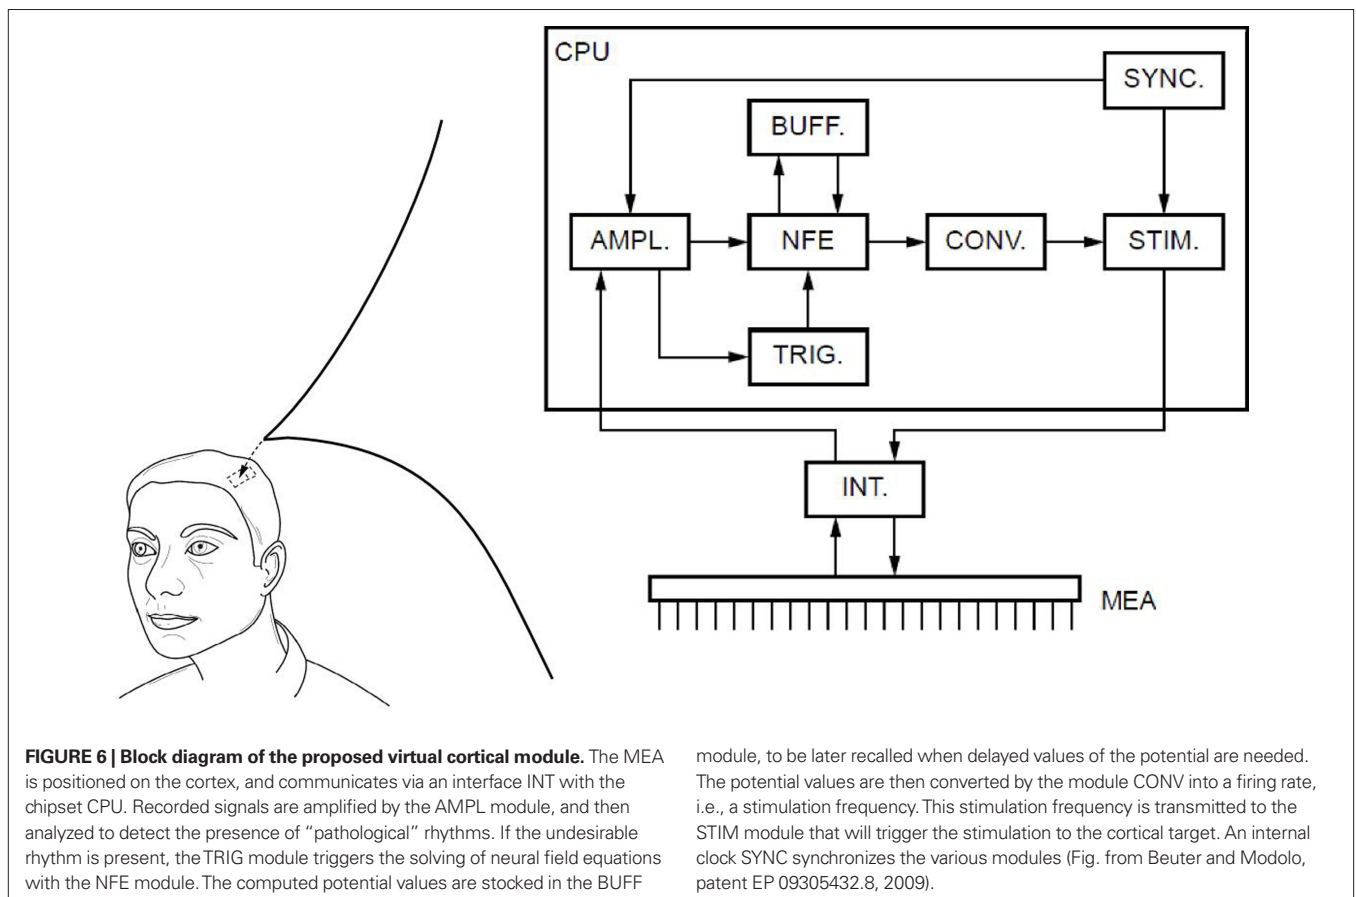 CPU
SYNC.
BUFF.
AMPL.
NFE
CONV.
STIM.
TRIG.
INT.
MEA
FIGURE 6 | Block diagram of the proposed virtual cortical module. The MEA
is positioned on the cortex, and communicates via an interface INT with the
chipset CPU. Recorded signals are amplified by the AMPL module, and then
analyzed to detect the presence of “pathological” rhythms. If the undesirable
rhythm is present, the TRIG module triggers the solving of neural field equations
with the NFE module. The computed potential values are stocked in the BUFF
module, to be later recalled when delayed values of the potential are needed.
The potential values are then converted by the module CONV into a firing rate,
i.e., a stimulation frequency. This stimulation frequency is transmitted to the
STIM module that will trigger the stimulation to the cortical target. An internal
clock SYNC synchronizes the various modules (Fig. from Beuter and Modolo,
patent EP 09305432.8, 2009).